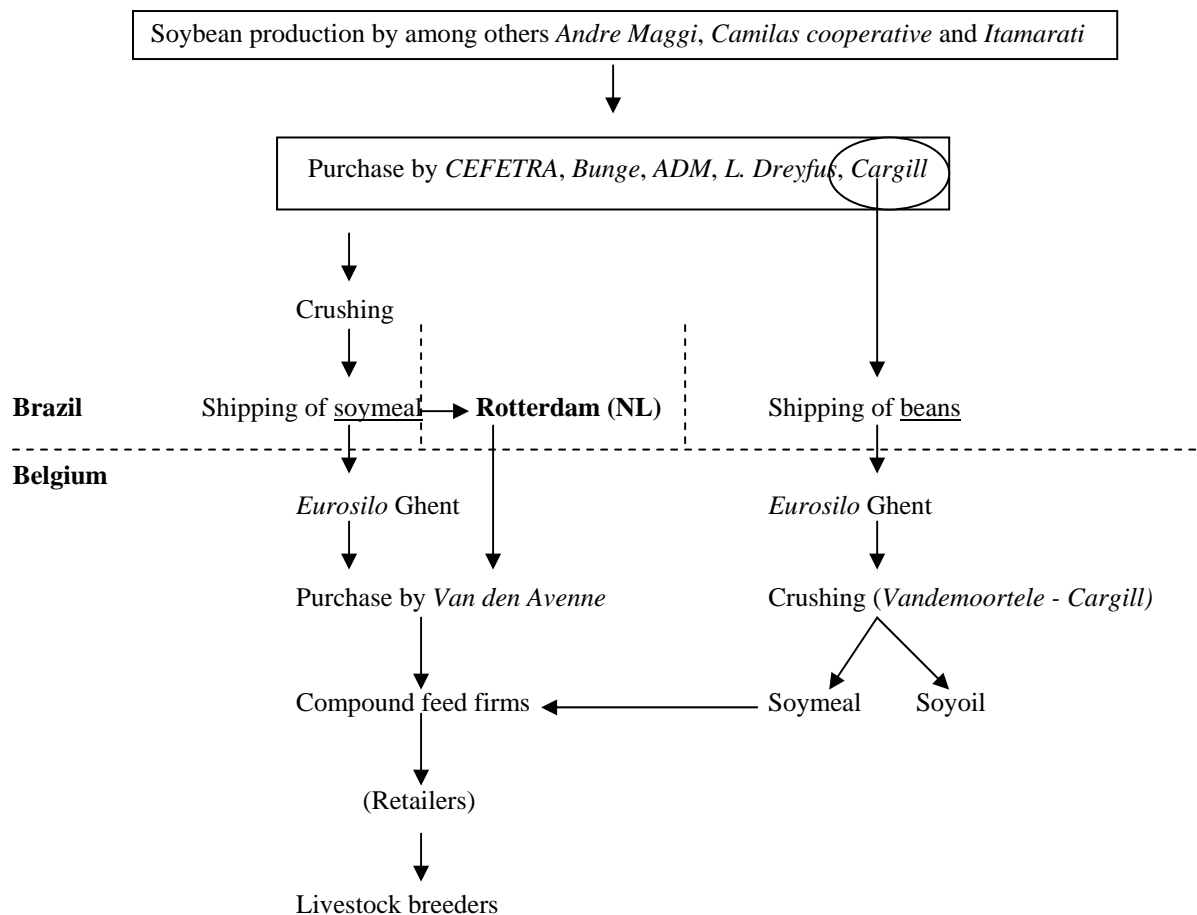 Soybean production by among others Andre Maggi, Camilas cooperative and Itamarati
Purchase by CEFETRA, Bunge, ADM, L. Dreyfus, Cargill
Crushing
Brazil
Shipping of soymeal
Rotterdam (NL)
Shipping of beans
Belgium
Eurosilo Ghent
Eurosilo Ghent
Purchase by Van den Avenne
Crushing (Vandemoortele - Cargill)
Compound feed firms
Soymeal
Soyoil
(Retailers)
Livestock breeders